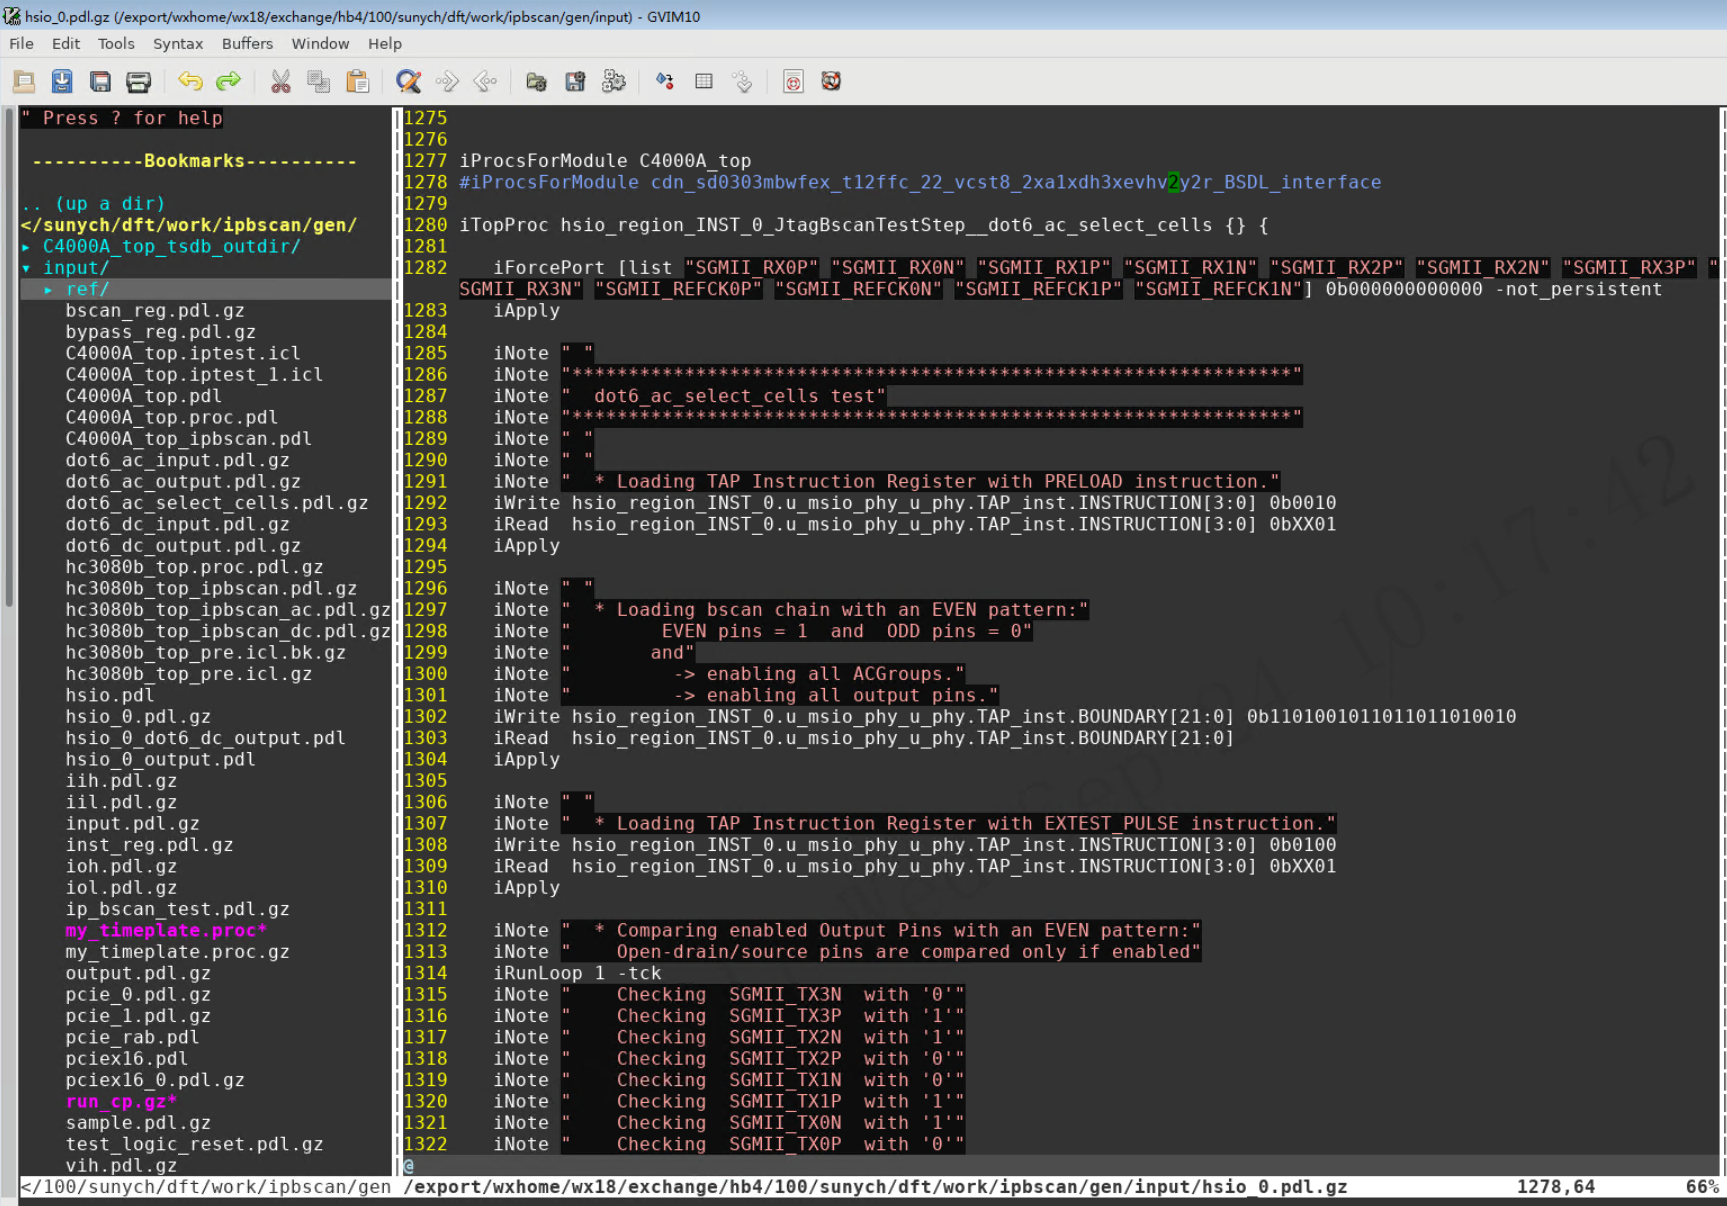 hsio_0.pdl.gz (/export/wxhome/wx18/exchange/hb4/100/sunych/dft/work/ipbscan/gen/input) - GVIM10
File Edit Tools Syntax Buffers Window Help
" Press ? for help
----------Bookmarks----------
.. (up a dir)
</sunych/dft/work/ipbscan/gen/
▸ C4000A_top_tsdb_outdir/
▾ input/
▸ ref/
bscan_reg.pdl.gz
bypass_reg.pdl.gz
C4000A_top.iptest.icl
C4000A_top.iptest_1.icl
C4000A_top.pdl
C4000A_top.proc.pdl
C4000A_top_ipbscan.pdl
dot6_ac_input.pdl.gz
dot6_ac_output.pdl.gz
dot6_ac_select_cells.pdl.gz
dot6_dc_input.pdl.gz
dot6_dc_output.pdl.gz
hc3080b_top.proc.pdl.gz
hc3080b_top_ipbscan.pdl.gz
hc3080b_top_ipbscan_ac.pdl.gz
hc3080b_top_ipbscan_dc.pdl.gz
hc3080b_top_pre.icl.bk.gz
hc3080b_top_pre.icl.gz
hsio.pdl
hsio_0.pdl.gz
hsio_0_dot6_dc_output.pdl
hsio_0_output.pdl
iih.pdl.gz
iil.pdl.gz
input.pdl.gz
inst_reg.pdl.gz
ioh.pdl.gz
iol.pdl.gz
ip_bscan_test.pdl.gz
my_timeplate.proc*
my_timeplate.proc.gz
output.pdl.gz
pcie_0.pdl.gz
pcie_1.pdl.gz
pcie_rab.pdl
pciex16.pdl
pciex16_0.pdl.gz
run_cp.gz*
sample.pdl.gz
test_logic_reset.pdl.gz
vih.pdl.gz
</100/sunych/dft/work/ipbscan/gen
1275
1276
1277 iProcsForModule C4000A_top
1278 #iProcsForModule cdn_sd0303mbwfex_t12ffc_22_vcst8_2xa1xdh3xevhv2y2r_BSDL_interface
1279
1280 iTopProc hsio_region_INST_0_JtagBscanTestStep__dot6_ac_select_cells {} {
1281
1282 iForcePort [list "SGMII_RX0P" "SGMII_RX0N" "SGMII_RX1P" "SGMII_RX1N" "SGMII_RX2P" "SGMII_RX2N" "SGMII_RX3P" "
SGMII_RX3N" "SGMII_REFCK0P" "SGMII_REFCK0N" "SGMII_REFCK1P" "SGMII_REFCK1N"] 0b000000000000 -not_persistent
1283 iApply
1284
1285 iNote " "
1286 iNote "****************************************************************"
1287 iNote "  dot6_ac_select_cells test"
1288 iNote "****************************************************************"
1289 iNote " "
1290 iNote " "
1291 iNote "  * Loading TAP Instruction Register with PRELOAD instruction."
1292 iWrite hsio_region_INST_0.u_msio_phy_u_phy.TAP_inst.INSTRUCTION[3:0] 0b0010
1293 iRead  hsio_region_INST_0.u_msio_phy_u_phy.TAP_inst.INSTRUCTION[3:0] 0bXX01
1294 iApply
1295
1296 iNote " "
1297 iNote "  * Loading bscan chain with an EVEN pattern:"
1298 iNote "        EVEN pins = 1  and  ODD pins = 0"
1299 iNote "       and"
1300 iNote "         -> enabling all ACGroups."
1301 iNote "         -> enabling all output pins."
1302 iWrite hsio_region_INST_0.u_msio_phy_u_phy.TAP_inst.BOUNDARY[21:0] 0b1101001011011011010010
1303 iRead  hsio_region_INST_0.u_msio_phy_u_phy.TAP_inst.BOUNDARY[21:0]
1304 iApply
1305
1306 iNote " "
1307 iNote "  * Loading TAP Instruction Register with EXTEST_PULSE instruction."
1308 iWrite hsio_region_INST_0.u_msio_phy_u_phy.TAP_inst.INSTRUCTION[3:0] 0b0100
1309 iRead  hsio_region_INST_0.u_msio_phy_u_phy.TAP_inst.INSTRUCTION[3:0] 0bXX01
1310 iApply
1311
1312 iNote "  * Comparing enabled Output Pins with an EVEN pattern:"
1313 iNote "    Open-drain/source pins are compared only if enabled"
1314 iRunLoop 1 -tck
1315 iNote "    Checking  SGMII_TX3N  with '0'"
1316 iNote "    Checking  SGMII_TX3P  with '1'"
1317 iNote "    Checking  SGMII_TX2N  with '1'"
1318 iNote "    Checking  SGMII_TX2P  with '0'"
1319 iNote "    Checking  SGMII_TX1N  with '0'"
1320 iNote "    Checking  SGMII_TX1P  with '1'"
1321 iNote "    Checking  SGMII_TX0N  with '1'"
1322 iNote "    Checking  SGMII_TX0P  with '0'"
@
/export/wxhome/wx18/exchange/hb4/100/sunych/dft/work/ipbscan/gen/input/hsio_0.pdl.gz 1278,64 66%
Wed Sep 24 10:17:42